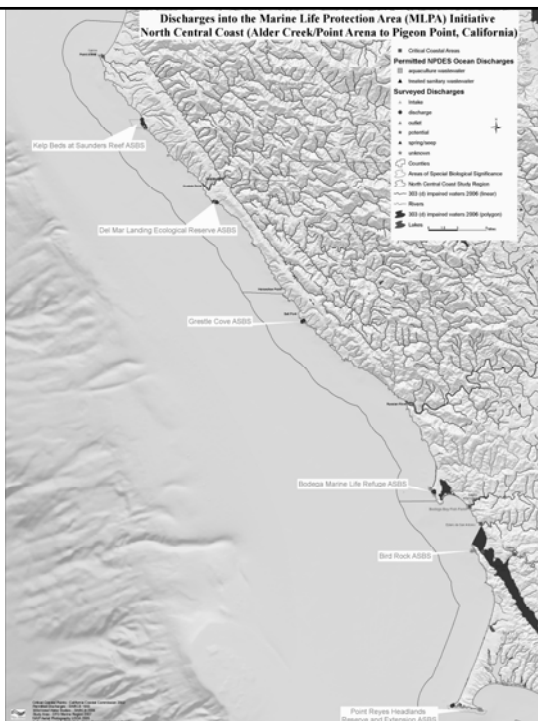 Discharges into the Marine Life Protection Area (MLPA) Initiative
North Central Coast (Alder Creek/Point Arena to Pigeon Point, California)
Critical Coastal Areas
Permitted NPDES Ocean Discharges
aquaculture wastewater
treated sanitary wastewater
Surveyed Discharges
intake
discharge
outlet
potential
spring/seep
unknown
Counties
Areas of Special Biological Significance
North Central Coast Study Region
303 (d) impaired waters 2006 (linear)
Rivers
303 (d) impaired waters 2006 (polygon)
Lakes
Kelp Beds at Saunders Reef ASBS
Del Mar Landing Ecological Reserve ASBS
Gerstle Cove ASBS
Bodega Marine Life Refuge ASBS
Bird Rock ASBS
Point Reyes Headlands
Reserve and Extension ASBS